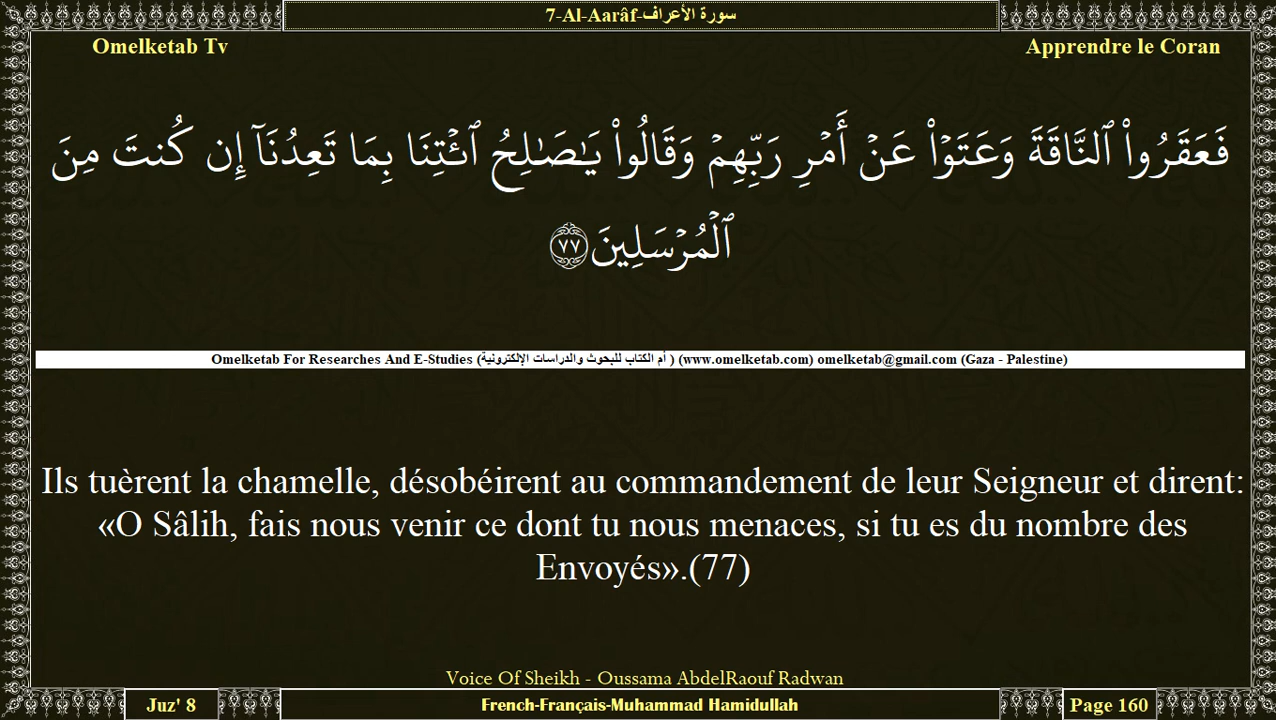 7-Al-Aarâf-سورة الأعراف
Omelketab Tv
Apprendre le Coran
فَعَقَرُوا۟ ٱلنَّاقَةَ وَعَتَوْا۟ عَنْ أَمْرِ رَبِّهِمْ وَقَالُوا۟ يَـٰصَـٰلِحُ ٱئْتِنَا بِمَا تَعِدُنَآ إِن كُنتَ مِنَ
ٱلْمُرْسَلِينَ ٧٧
Omelketab For Researches And E-Studies (أم الكتاب للبحوث والدراسات الإلكترونية ) (www.omelketab.com) omelketab@gmail.com (Gaza - Palestine)
Ils tuèrent la chamelle, désobéirent au commandement de leur Seigneur et dirent:
«O Sâlih, fais nous venir ce dont tu nous menaces, si tu es du nombre des
Envoyés».(77)
Voice Of Sheikh - Oussama AbdelRaouf Radwan
Juz' 8
French-Français-Muhammad Hamidullah
Page 160